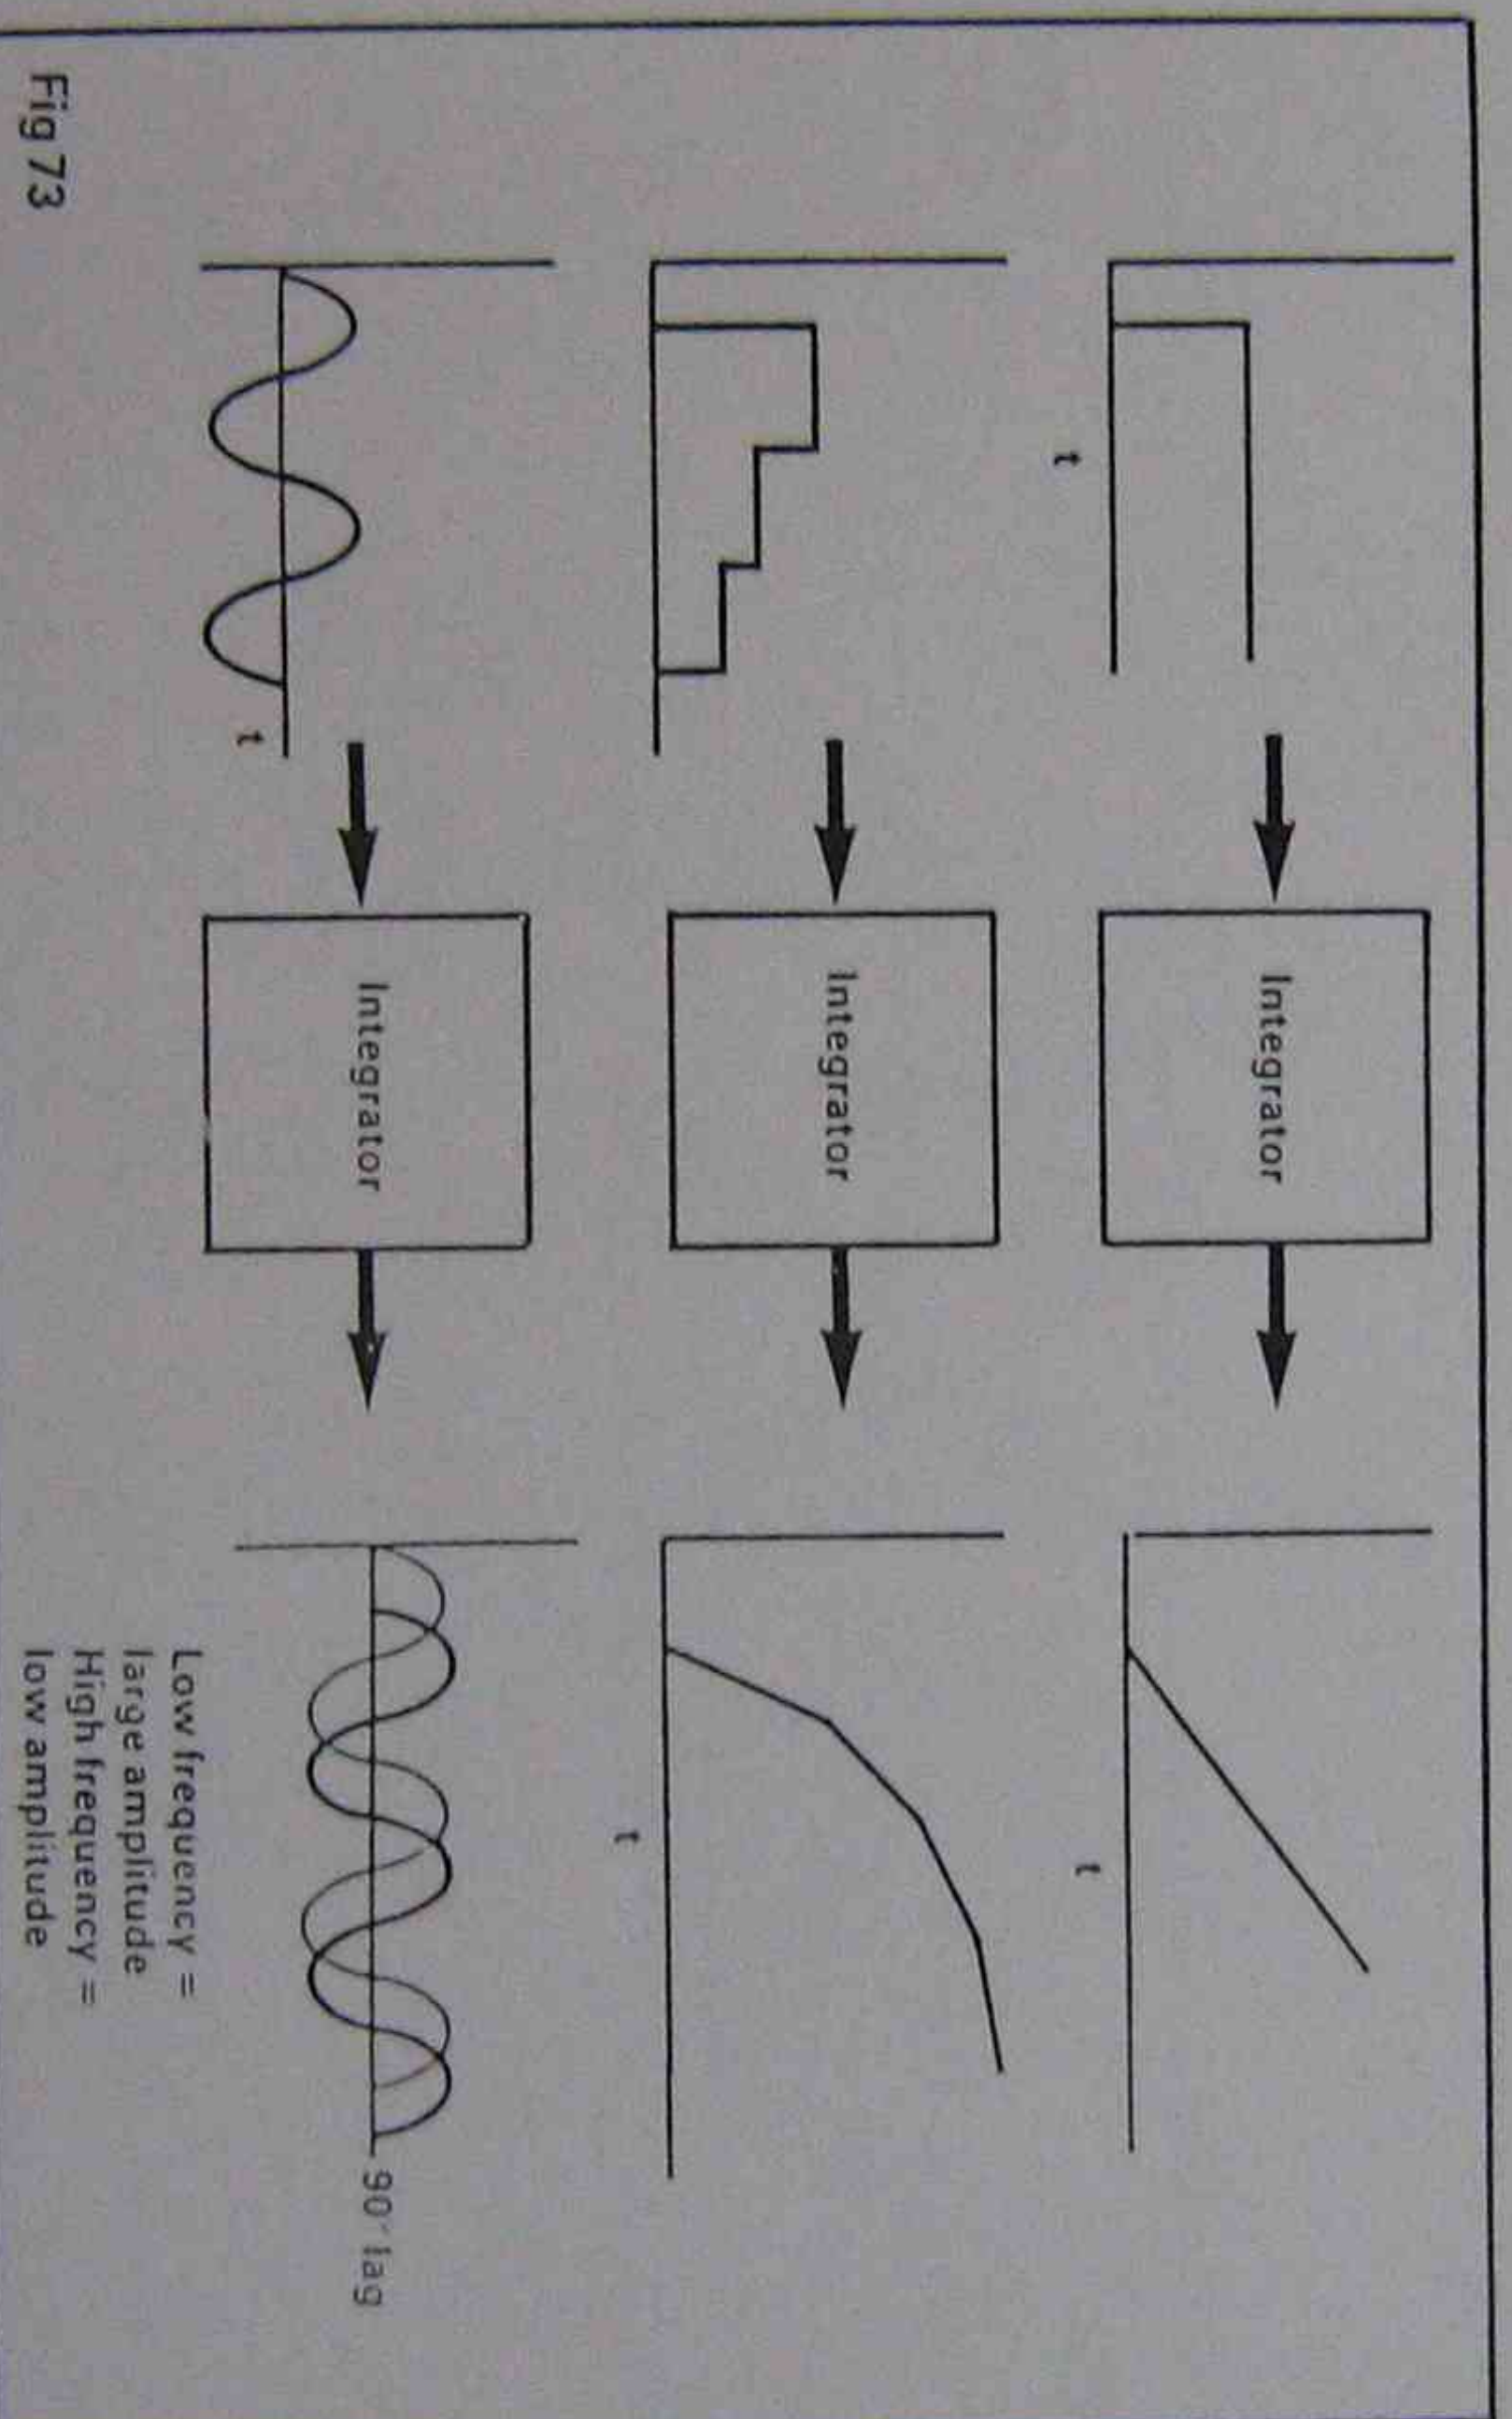 Integrator
t
t
Integrator
t
Integrator
t
90° lag
Low frequency =
large amplitude
High frequency =
low amplitude
Fig 73